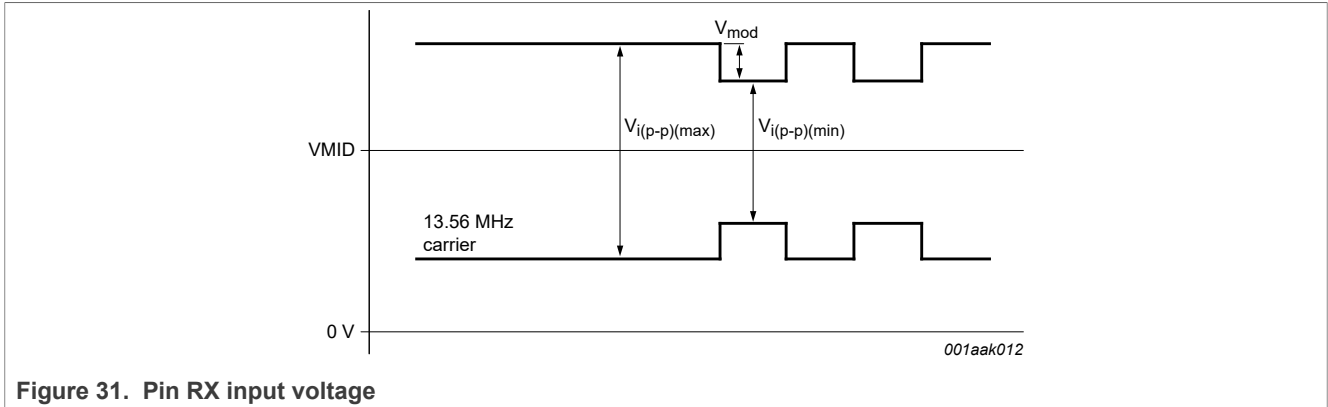 Vmod
Vi(p-p)(max)
Vi(p-p)(min)
VMID
13.56 MHz
carrier
0 V
001aak012
Figure 31. Pin RX input voltage